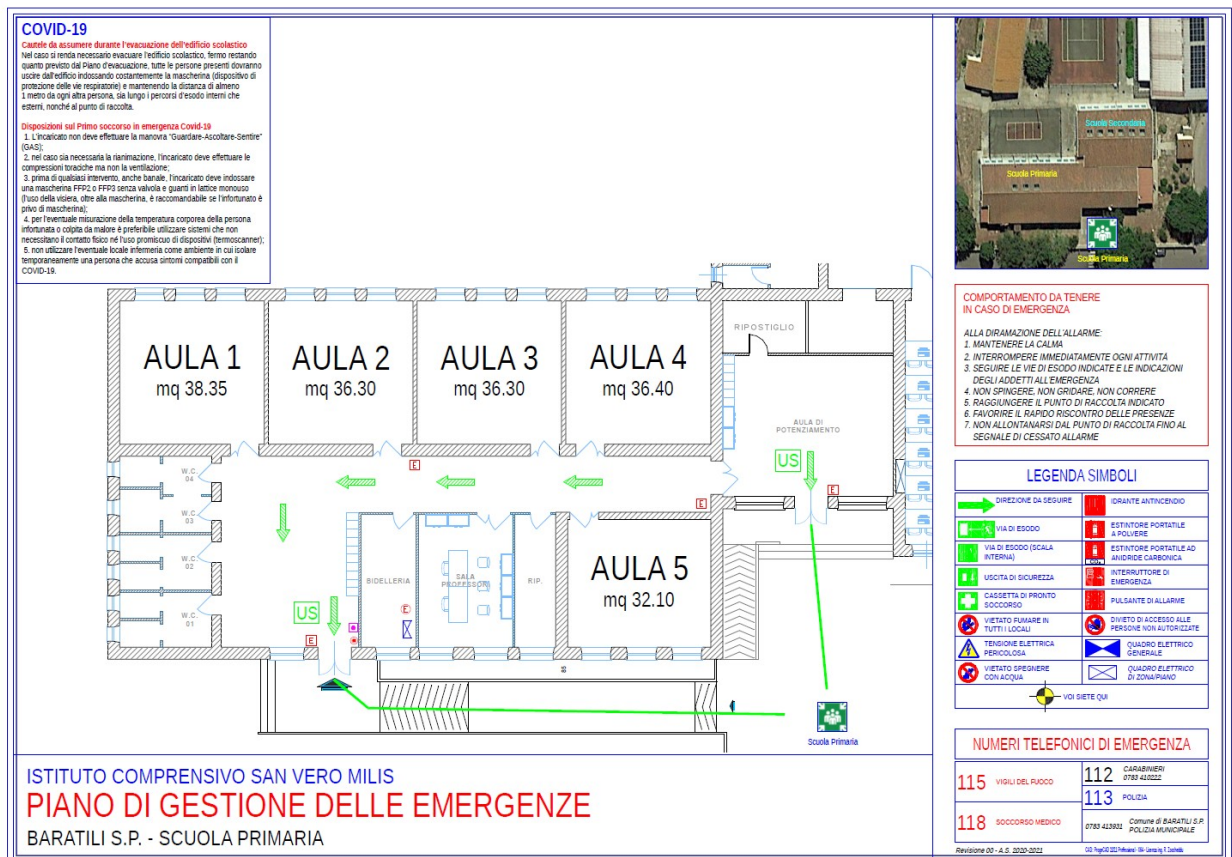 COVID-19
Cautele da assumere durante l'evacuazione dell'edificio scolastico
Nel caso si renda necessario evacuare l'edificio scolastico, fermo restando
quanto previsto dal Piano d'evacuazione, tutte le persone presenti dovranno
uscire dall'edificio indossando costantemente la mascherina (dispositivo di
protezione delle vie respiratorie) e mantenendo la distanza di almeno
1 metro da ogni altra persona, sia lungo i percorsi d'esodo interni che
esterni, nonché al punto di raccolta.
Disposizioni sul Primo soccorso in emergenza Covid-19
1. L'incaricato non deve effettuare la manovra "Guardare-Ascoltare-Sentire"
(GAS);
2. nel caso sia necessaria la rianimazione, l'incaricato deve effettuare le
compressioni toraciche ma non la ventilazione;
3. prima di qualsiasi intervento, anche banale, l'incaricato deve indossare
una mascherina FFP2 o FFP3 senza valvola e guanti in lattice monouso
(l'uso della visiera, oltre alla mascherina, è raccomandabile se l'infortunato è
privo di mascherina);
4. per l'eventuale misurazione della temperatura corporea della persona
infortunata o colpita da malore è preferibile utilizzare sistemi che non
necessitano il contatto fisico né l'uso promiscuo di dispositivi (termoscanner);
5. non utilizzare l'eventuale locale infermeria come ambiente in cui isolare
temporaneamente una persona che accusa sintomi compatibili con il
COVID-19.
AULA 1
mq 38.35
AULA 2
mq 36.30
AULA 3
mq 36.30
AULA 4
mq 36.40
RIPOSTIGLIO
AULA DI
POTENZIAMENTO
US
E
E
E
W.C.
04
W.C.
03
W.C.
02
W.C.
01
BIDELLERIA
E
SALA
PROFESSORI
RIP.
AULA 5
mq 32.10
US
E
88
Scuola Primaria
Scuola Secondaria
Scuola Primaria
Scuola Primaria
COMPORTAMENTO DA TENERE
IN CASO DI EMERGENZA
ALLA DIRAMAZIONE DELL'ALLARME:
1. MANTENERE LA CALMA
2. INTERROMPERE IMMEDIATAMENTE OGNI ATTIVITÀ
3. SEGUIRE LE VIE DI ESODO INDICATE E LE INDICAZIONI
DEGLI ADDETTI ALL'EMERGENZA
4. NON SPINGERE, NON GRIDARE, NON CORRERE
5. RAGGIUNGERE IL PUNTO DI RACCOLTA INDICATO
6. FAVORIRE IL RAPIDO RISCONTRO DELLE PRESENZE
7. NON ALLONTANARSI DAL PUNTO DI RACCOLTA FINO AL
SEGNALE DI CESSATO ALLARME
LEGENDA SIMBOLI
DIREZIONE DA SEGUIRE
IDRANTE ANTINCENDIO
VIA DI ESODO
ESTINTORE PORTATILE
A POLVERE
VIA DI ESODO (SCALA
INTERNA)
ESTINTORE PORTATILE AD
ANIDRIDE CARBONICA
USCITA DI SICUREZZA
INTERRUTTORE DI
EMERGENZA
CASSETTA DI PRONTO
SOCCORSO
PULSANTE DI ALLARME
VIETATO FUMARE IN
TUTTI I LOCALI
DIVIETO DI ACCESSO ALLE
PERSONE NON AUTORIZZATE
TENSIONE ELETTRICA
PERICOLOSA
QUADRO ELETTRICO
GENERALE
VIETATO SPEGNERE
CON ACQUA
QUADRO ELETTRICO
DI ZONA/PIANO
VOI SIETE QUI
NUMERI TELEFONICI DI EMERGENZA
115 VIGILI DEL FUOCO
112 CARABINIERI
0783 410222
113 POLIZIA
118 SOCCORSO MEDICO
0783 413931 Comune di BARATILI S.P.
POLIZIA MUNICIPALE
Revisione 00 - A.S. 2020-2021
ISTITUTO COMPRENSIVO SAN VERO MILIS
PIANO DI GESTIONE DELLE EMERGENZE
BARATILI S.P. - SCUOLA PRIMARIA